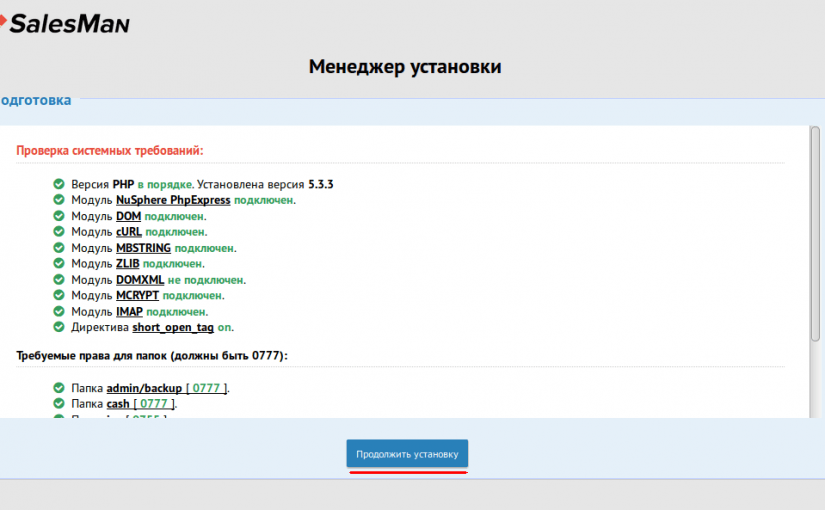 SalesMan
Менеджер установки
одготовка
Проверка системных требований:
Версия PHP в порядке. Установлена версия 5.3.3
Модуль NuSphere PhpExpress подключен.
Модуль DOM подключен.
Модуль cURL подключен.
Модуль MBSTRING подключен.
Модуль ZLIB подключен.
Модуль DOMXML не подключен.
Модуль MCRYPT подключен.
Модуль IMAP подключен.
Директива short_open_tag on.
Требуемые права для папок (должны быть 0777):
Папка admin/backup [ 0777 ].
Папка cash [ 0777 ].
Продолжить установку